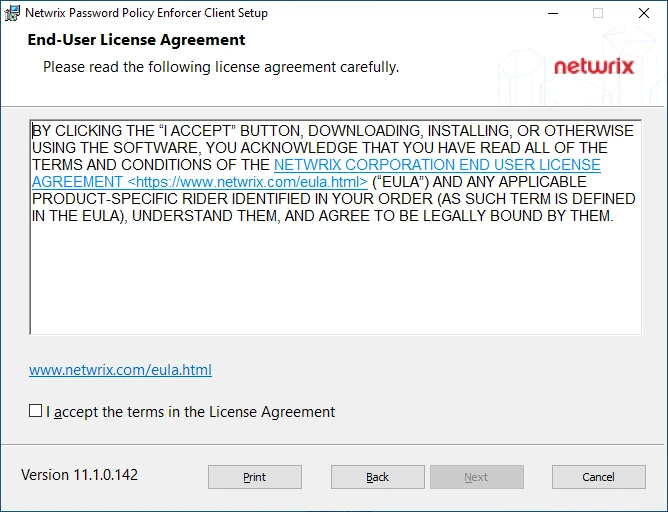 Netwrix Password Policy Enforcer Client Setup
End-User License Agreement
Please read the following license agreement carefully.
netwrix
BY CLICKING THE “I ACCEPT” BUTTON, DOWNLOADING, INSTALLING, OR OTHERWISE
USING THE SOFTWARE, YOU ACKNOWLEDGE THAT YOU HAVE READ ALL OF THE
TERMS AND CONDITIONS OF THE NETWRIX CORPORATION END USER LICENSE
AGREEMENT <https://www.netwrix.com/eula.html> (“EULA”) AND ANY APPLICABLE
PRODUCT-SPECIFIC RIDER IDENTIFIED IN YOUR ORDER (AS SUCH TERM IS DEFINED
IN THE EULA), UNDERSTAND THEM, AND AGREE TO BE LEGALLY BOUND BY THEM.
www.netwrix.com/eula.html
I accept the terms in the License Agreement
Version 11.1.0.142
Print
Back
Next
Cancel